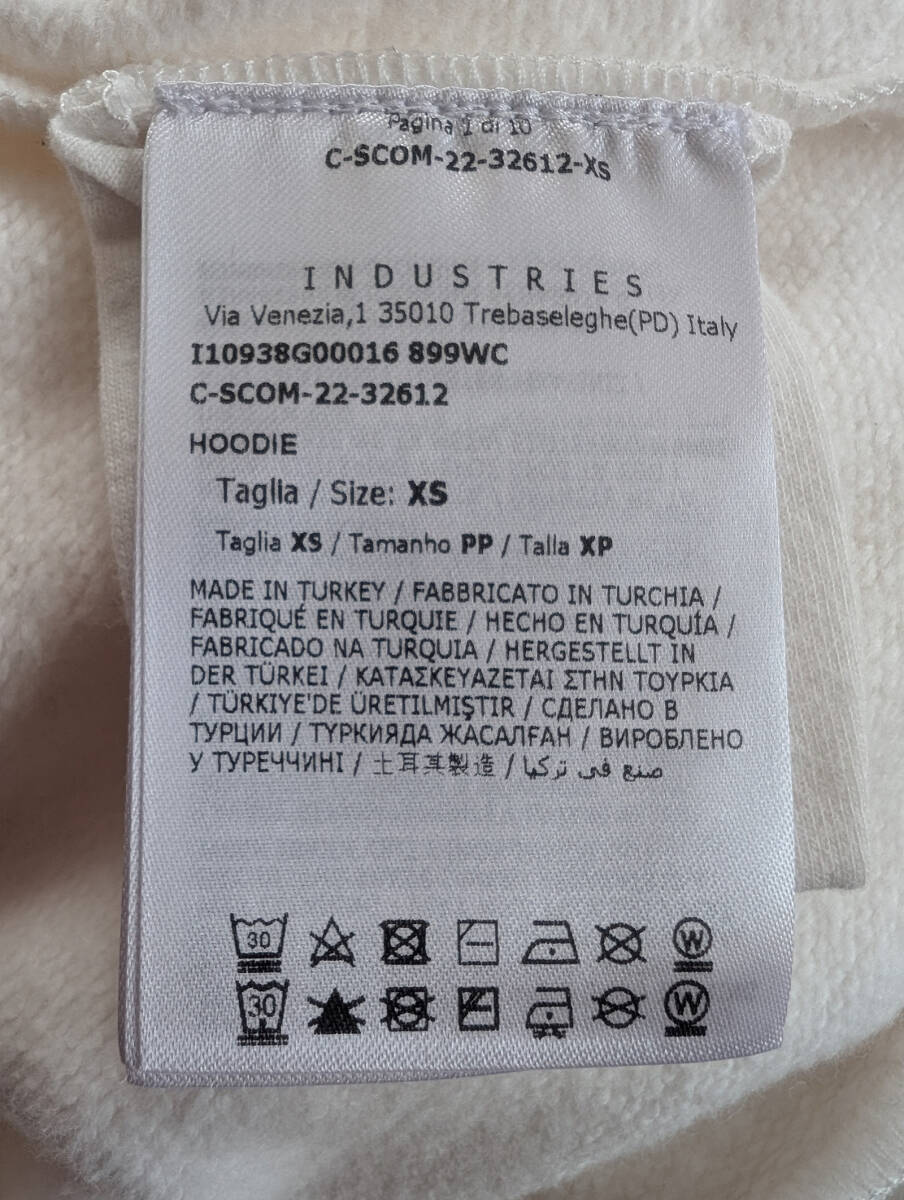 Pagina 1 di 10
C-SCOM-22-32612-XS
INDUSTRIES
Via Venezia,1 35010 Trebaseleghe(PD) Italy
I10938G00016 899WC
C-SCOM-22-32612
HOODIE
Taglia / Size: XS
Taglia XS / Tamanho PP / Talla XP
MADE IN TURKEY / FABBRICATO IN TURCHIA /
FABRIQUÉ EN TURQUIE / HECHO EN TURQUÍA /
FABRICADO NA TURQUIA / HERGESTELLT IN
DER TÜRKEI / ΚΑΤΑΣΚΕΥΑΖΕΤΑΙ ΣΤΗΝ ΤΟΥΡΚΙΑ
/ TÜRKIYE'DE ÜRETILMIŞTIR / СДЕЛАНО В
ТУРЦИИ / ТҮРКИЯДА ЖАСАЛҒАН / ВИРОБЛЕНО
У ТУРЕЧЧИНІ / 土耳其製造 / صنع في تركيا
30 W
30 W